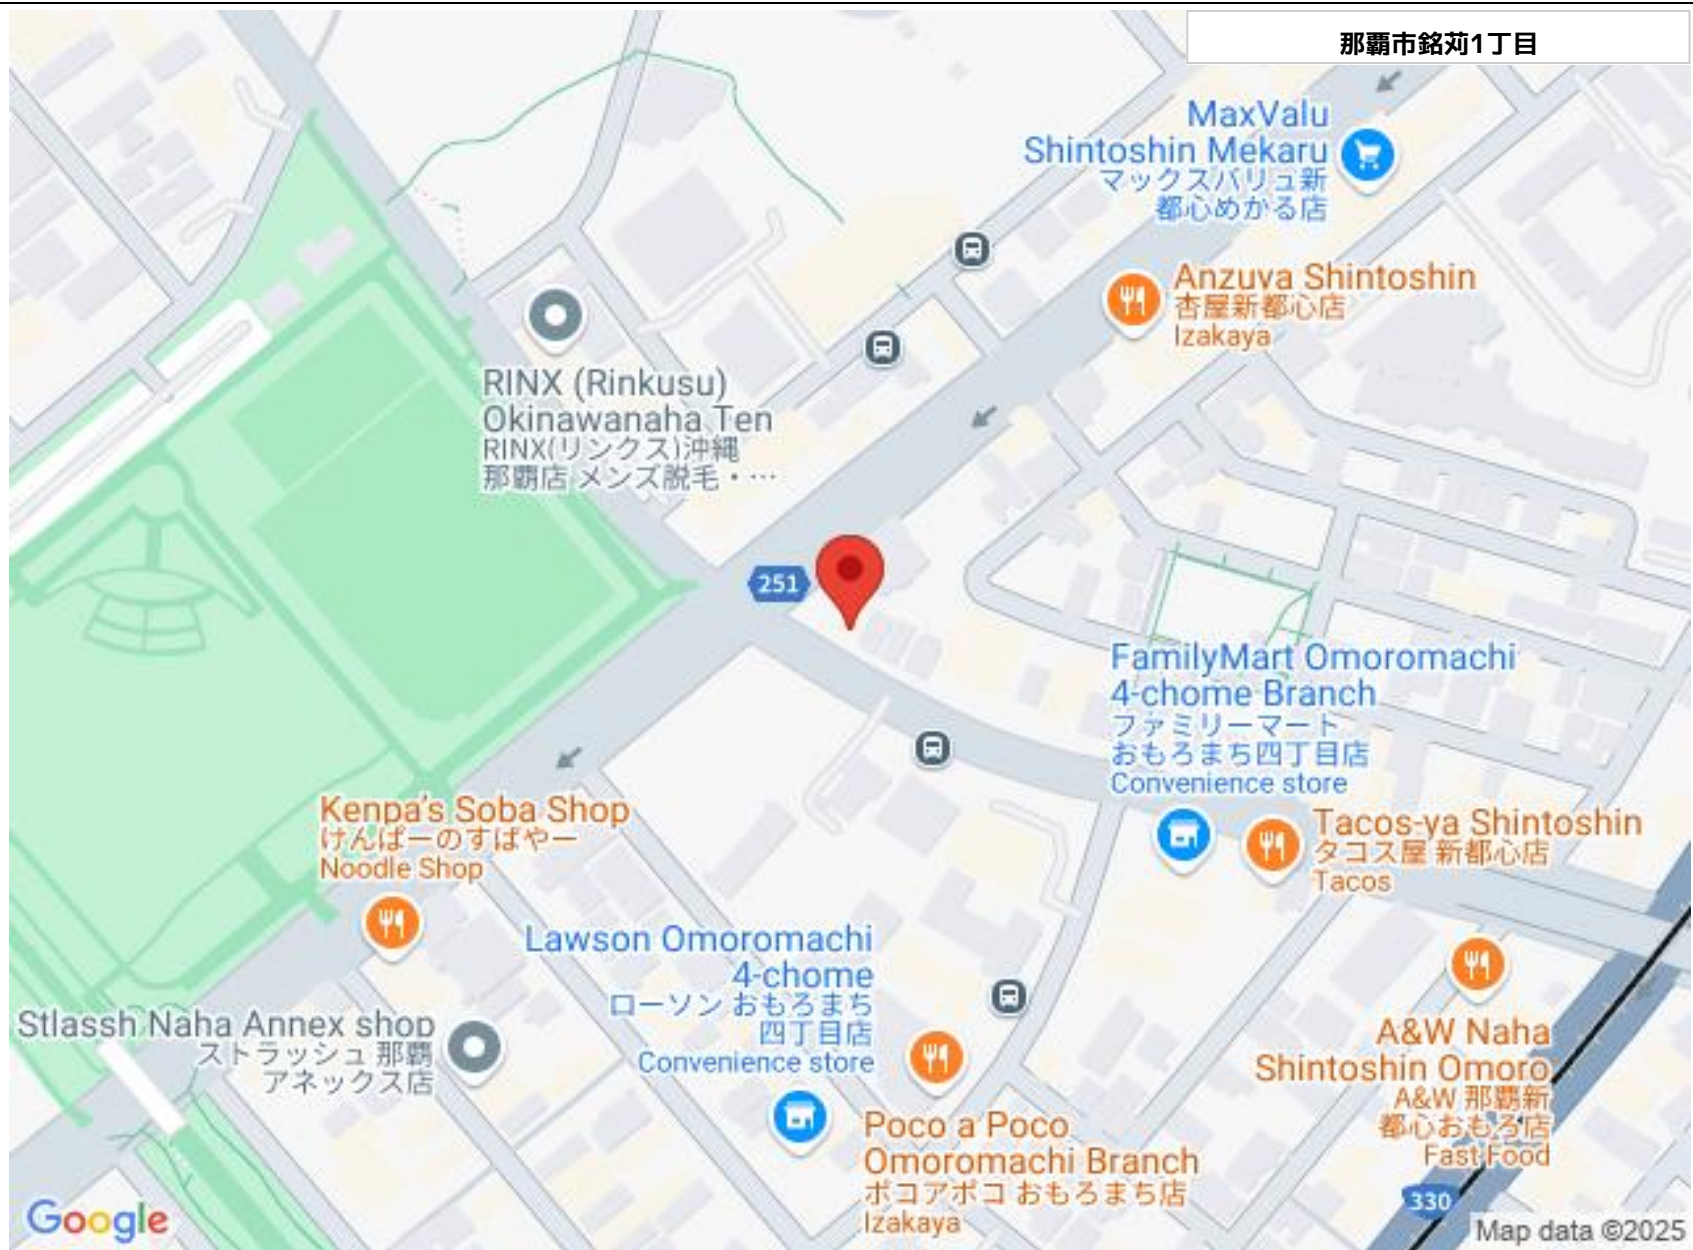 那覇市銘苅1丁目
MaxValu
Shintoshin Mekaru
マックスバリュ新
都心めかる店
Anzuya Shintoshin
杏屋新都心店
Izakaya
RINX (Rinkusu)
Okinawanaha Ten
RINX(リンクス)沖縄
那覇店 メンズ脱毛・…
251
FamilyMart Omoromachi
4-chome Branch
ファミリーマート
おもろまち四丁目店
Convenience store
Kenpa's Soba Shop
けんぱーのすばやー
Noodle Shop
Tacos-ya Shintoshin
タコス屋 新都心店
Tacos
Lawson Omoromachi
4-chome
ローソン おもろまち
四丁目店
Convenience store
Stlassh Naha Annex shop
ストラッシュ 那覇
アネックス店
A&W Naha
Shintoshin Omoro
A&W 那覇新
都心おもろ店
Fast Food
Poco a Poco
Omoromachi Branch
ポコアポコ おもろまち店
Izakaya
330
Google
Map data ©2025